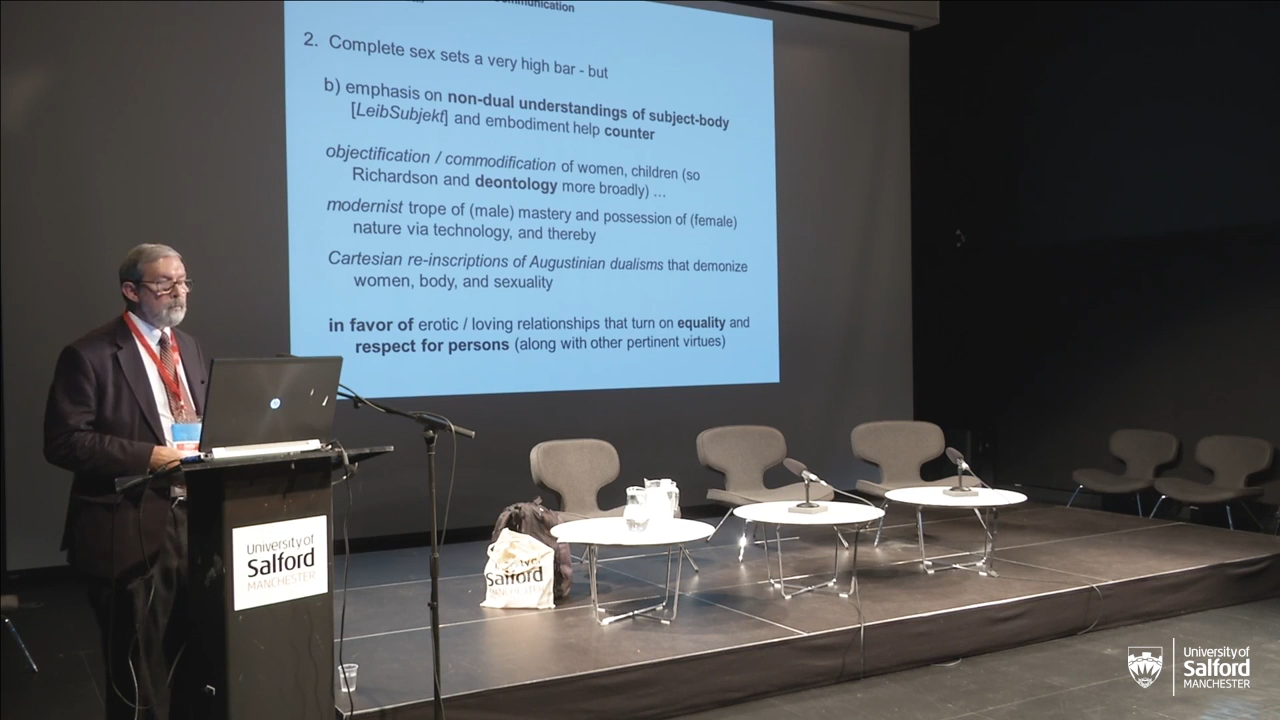 2. Complete sex sets a very high bar - but
b) emphasis on non-dual understandings of subject-body
[LeibSubjekt] and embodiment help counter
objectification / commodification of women, children (so
Richardson and deontology more broadly) …
modernist trope of (male) mastery and possession of (female)
nature via technology, and thereby
Cartesian re-inscriptions of Augustinian dualisms that demonize
women, body, and sexuality
in favor of erotic / loving relationships that turn on equality and
respect for persons (along with other pertinent virtues)
hp
University of
Salford
MANCHESTER
Salford
University of
Salford
MANCHESTER